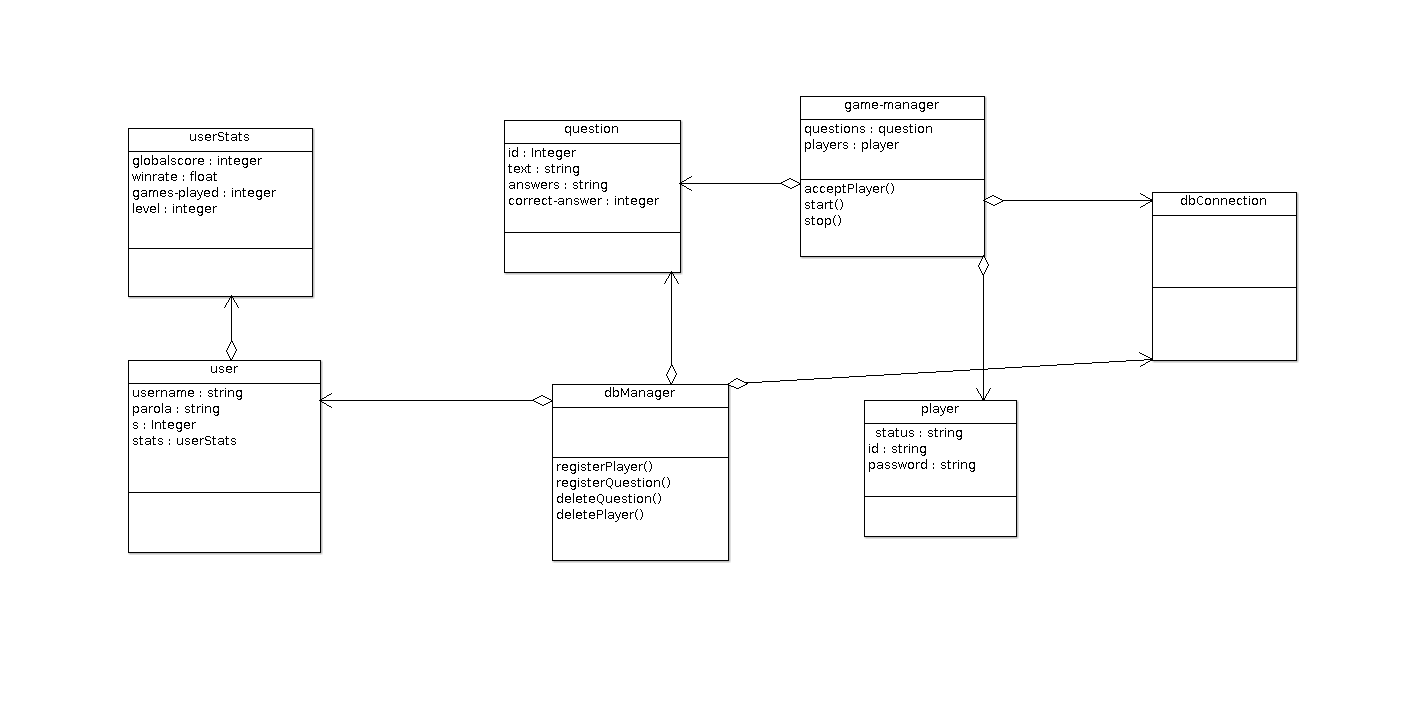 userStats
globalscore : integer
winrate : float
games-played : integer
level : integer
question
id : Integer
text : string
answers : string
correct-answer : integer
game-manager
questions : question
players : player
acceptPlayer()
start()
stop()
dbConnection
user
username : string
parola : string
s : Integer
stats : userStats
dbManager
registerPlayer()
registerQuestion()
deleteQuestion()
deletePlayer()
player
status : string
id : string
password : string